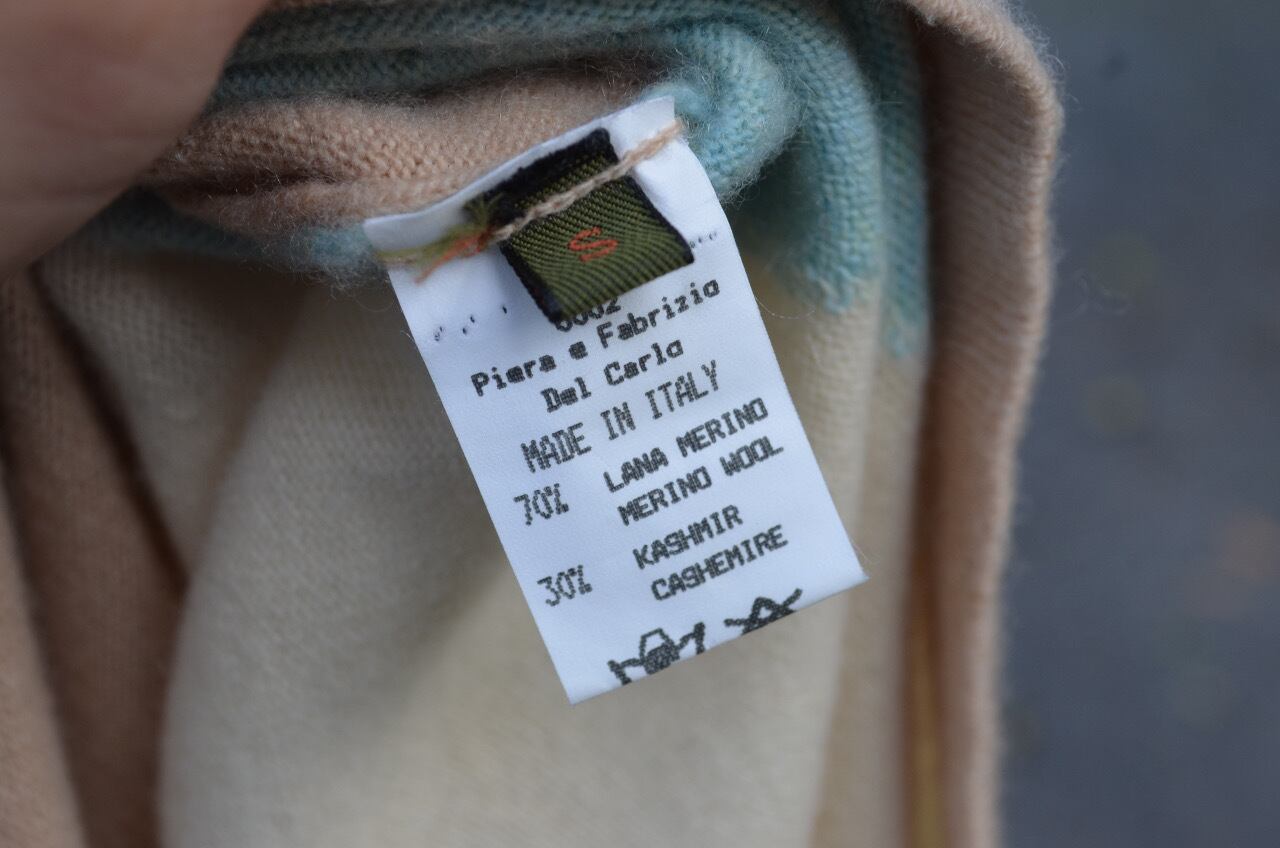 S
Piera e Fabrizio
Del Carlo
MADE IN ITALY
70% LANA MERINO
MERINO WOOL
KASHMIR
30% CASHEMIRE